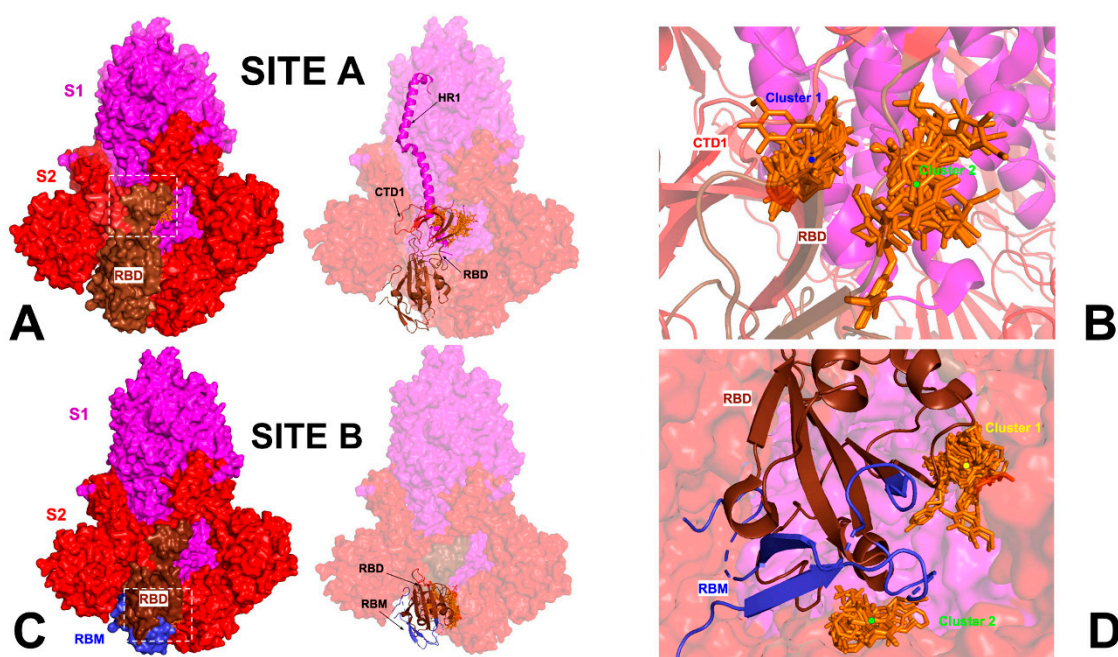 SITE A
S1
S2
RBD
HR1
CTD1
RBD
A
Cluster 1
CTD1
Cluster 2
RBD
B
SITE B
S1
S2
RBD
RBM
RBD
RBM
C
RBD
Cluster 1
RBM
Cluster 2
D